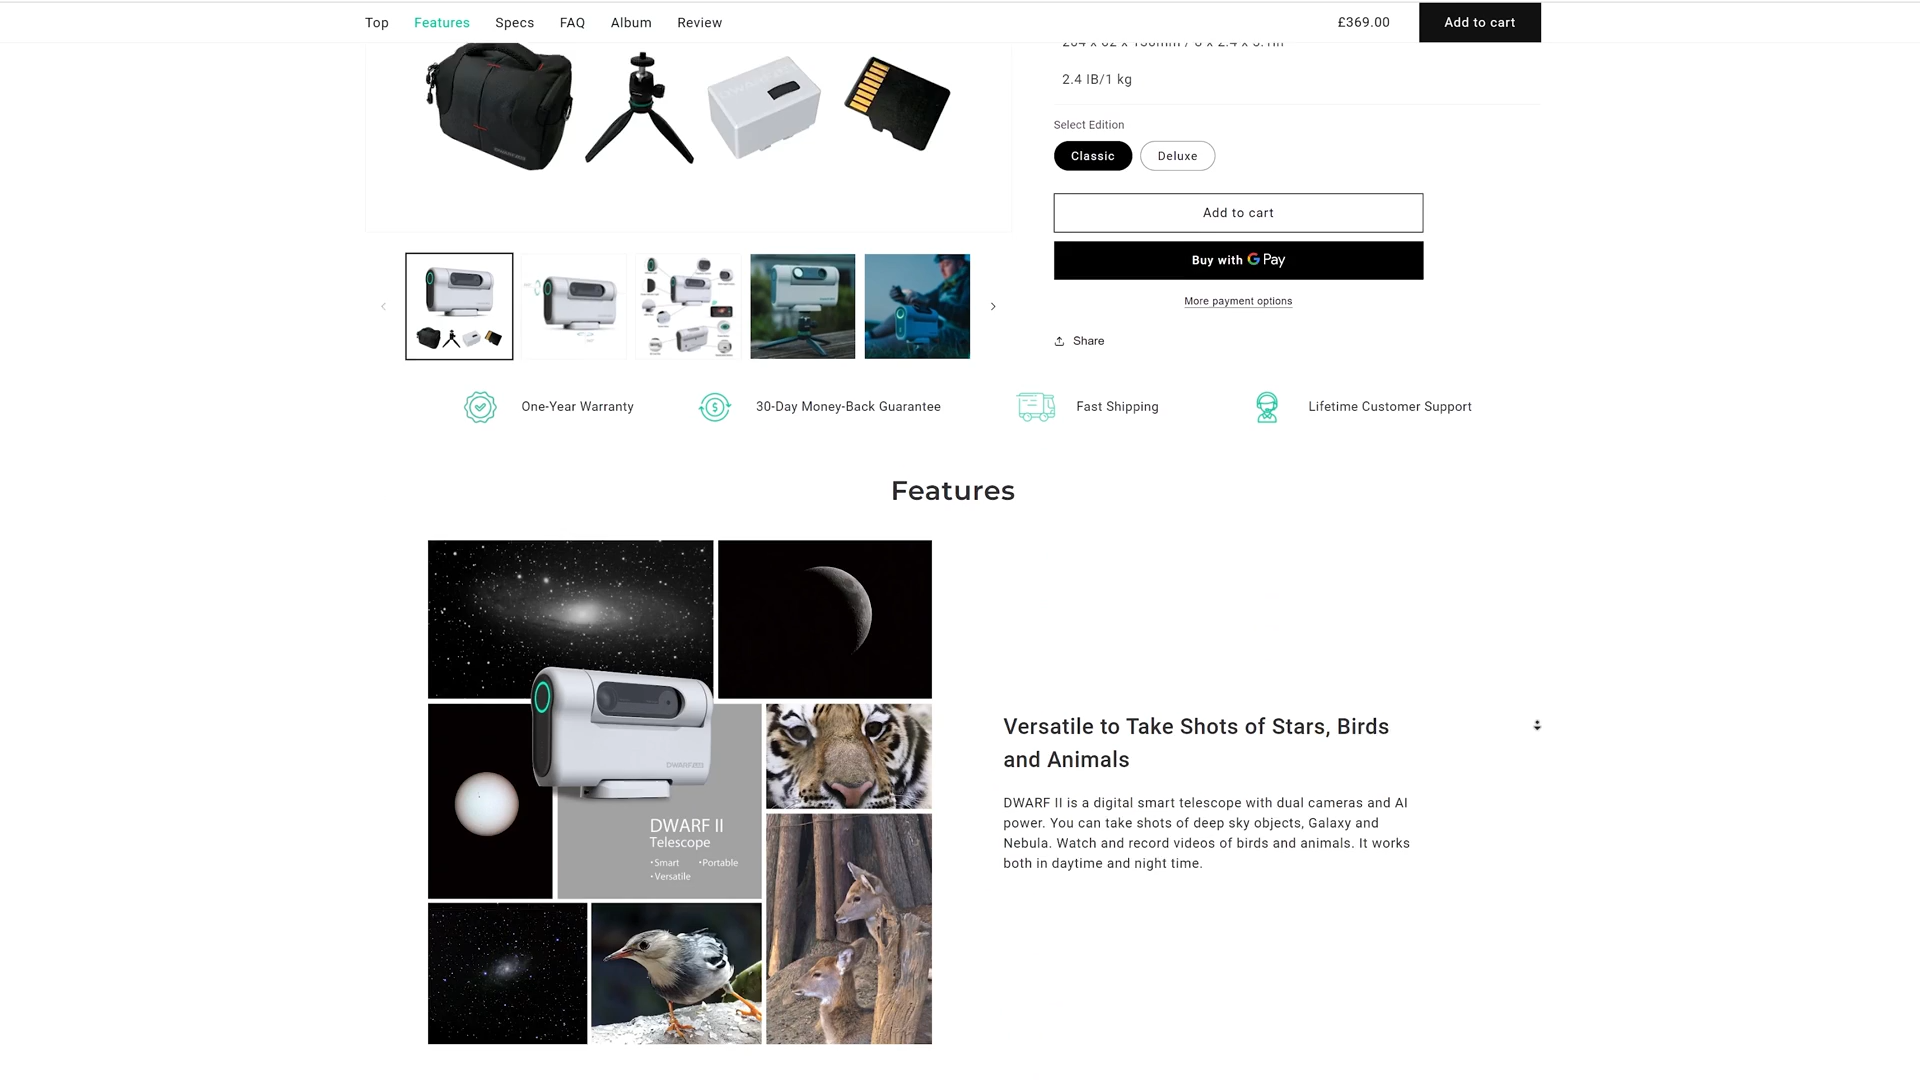 Top Features Specs FAQ Album Review £369.00 Add to cart
2.4 IB/1 kg
Select Edition
Classic Deluxe
Add to cart
Buy with G Pay
More payment options
Share
One-Year Warranty 30-Day Money-Back Guarantee Fast Shipping Lifetime Customer Support
Features
DWARF II
Telescope
•Smart •Portable
•Versatile
Versatile to Take Shots of Stars, Birds
and Animals
DWARF II is a digital smart telescope with dual cameras and AI
power. You can take shots of deep sky objects, Galaxy and
Nebula. Watch and record videos of birds and animals. It works
both in daytime and night time.